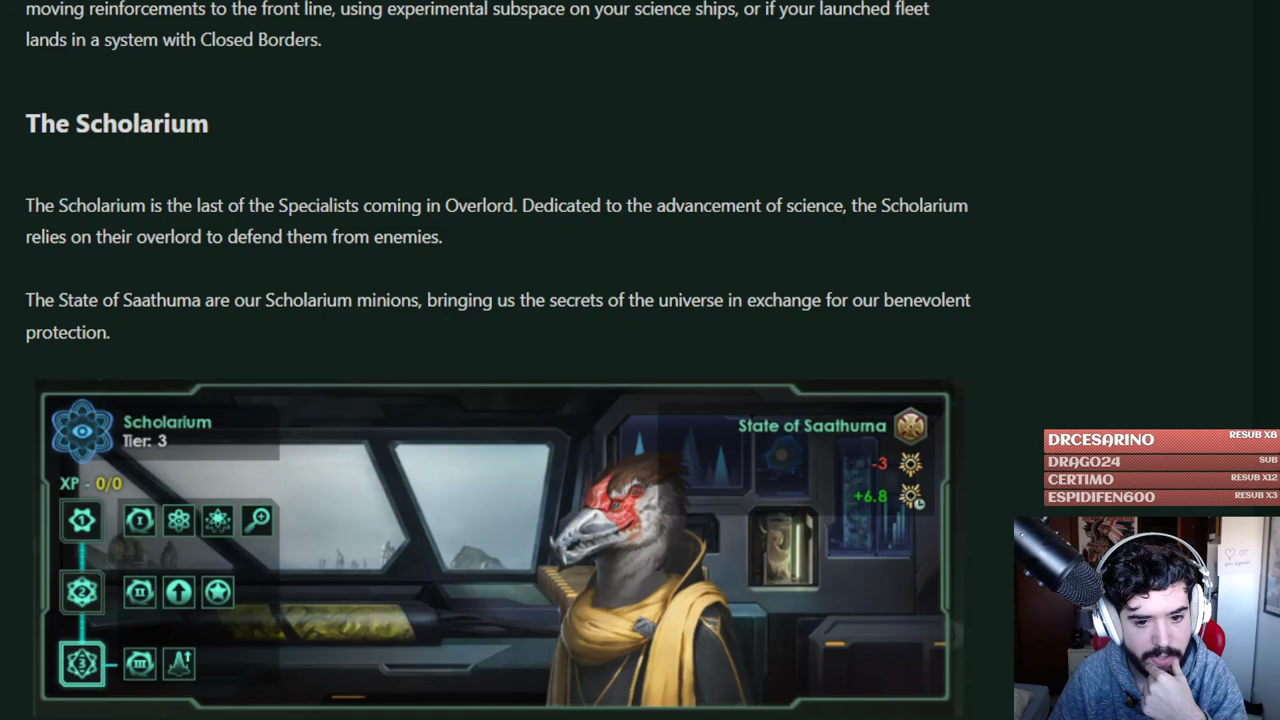 moving reinforcements to the front line, using experimental subspace on your science ships, or if your launched fleet
lands in a system with Closed Borders.
The Scholarium
The Scholarium is the last of the Specialists coming in Overlord. Dedicated to the advancement of science, the Scholarium
relies on their overlord to defend them from enemies.
The State of Saathuma are our Scholarium minions, bringing us the secrets of the universe in exchange for our benevolent
protection.
Scholarium
Tier: 3
State of Saathuma
-3
+6.8
XP - 0/0
1
I
2
II
3
III
DRCESARINO RESUB X8
DRAGO24 SUB
CERTIMO RESUB X12
ESPIDIFEN600 RESUB X3